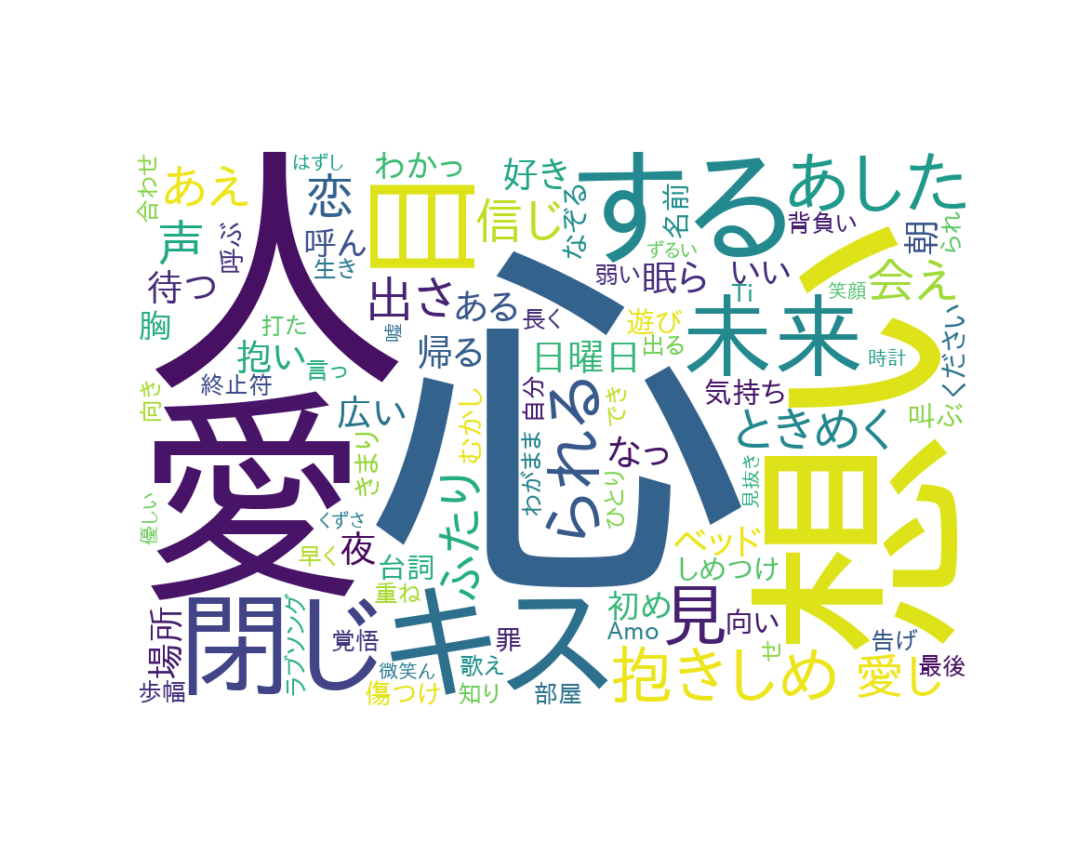 人
愛
心
想い
する
目
閉じ
キス
未来
あした
られる
見
抱きしめ
ふたり
出さ
信じ
会え
ときめく
恋
声
あえ
わかっ
好き
なぞる
名前
背負い
朝
られ
はずし
合わせ
呼ぶ
呼ん
生き
待つ
胸
打た
嘘
抱い
言っ
終止符
向き
広い
帰る
ある
長く
弱い
眠ら
いい
Ti
ずるい
笑顔
遊び
出る
日曜日
時計
ください
気持ち
叫ぶ
自分
でき
むかし
きまり
わがまま
なっ
ひとり
見抜き
優しい
くずさ
早く
夜
台詞
重ね
ベッド
しめつけ
初め
向い
Amo
せ
告げ
愛し
最後
場所
歩幅
ラブソング
覚悟
微笑ん
傷つけ
歌え
知り
罪
部屋